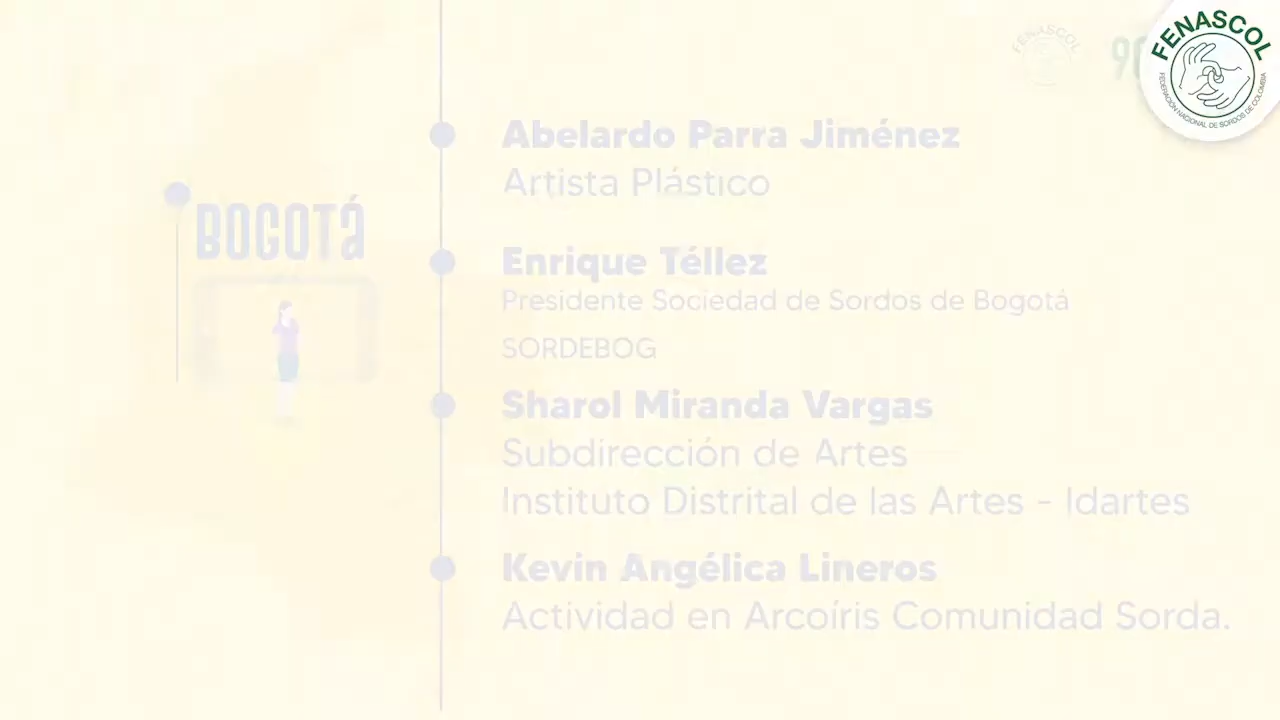 FENASCOL
FEDERACIÓN NACIONAL DE SORDOS DE COLOMBIA
FENASCOL
90
Abelardo Parra Jiménez
Artista Plástico
BOGOTÁ
Enrique Téllez
Presidente Sociedad de Sordos de Bogotá
SORDEBOG
Sharol Miranda Vargas
Subdirección de Artes
Instituto Distrital de las Artes - Idartes
Kevin Angélica Lineros
Actividad en Arcoíris Comunidad Sorda.